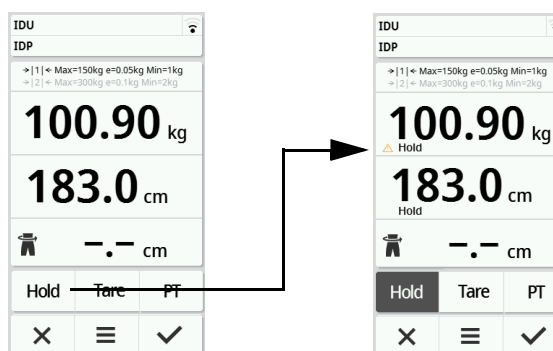 IDU
IDP
→|1|← Max=150kg e=0.05kg Min=1kg
→|2|← Max=300kg e=0.1kg Min=2kg
100.90 kg
183.0 cm
-.- cm
Hold Tare PT
IDU
IDP
→|1|← Max=150kg e=0.05kg Min=1kg
→|2|← Max=300kg e=0.1kg Min=2kg
100.90 kg
Hold
183.0 cm
Hold
-.- cm
Hold Tare PT